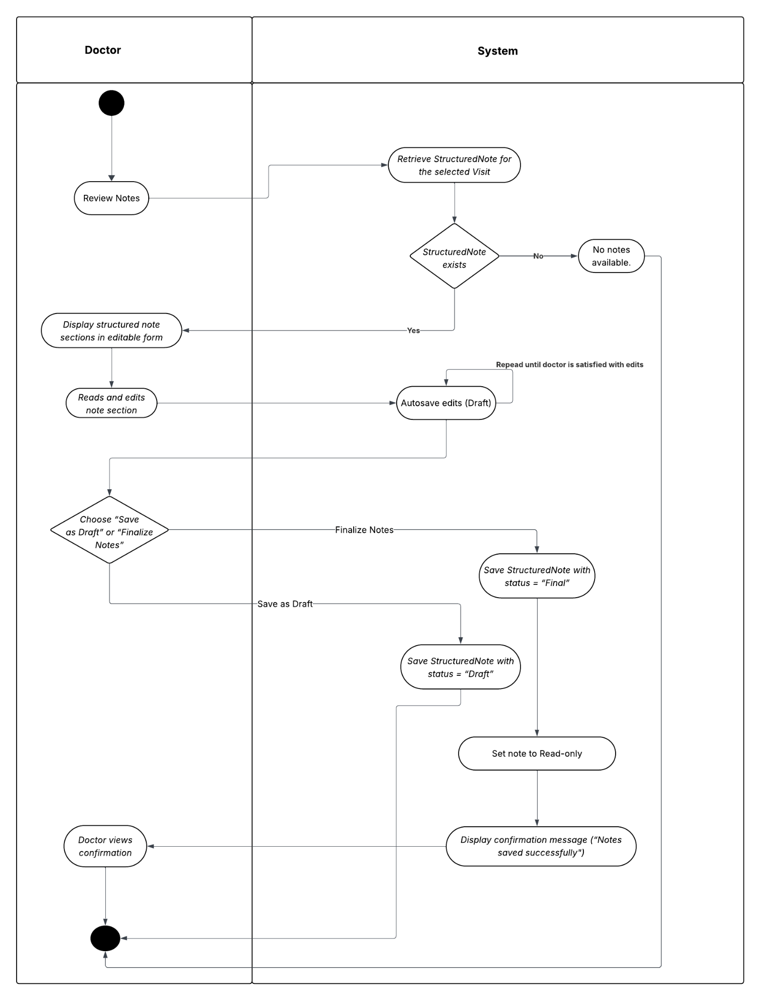 Doctor
System
Retrieve StructuredNote for
the selected Visit
Review Notes
StructuredNote
exists
No
No notes
available.
Display structured note
sections in editable form
Yes
Repead until doctor is satisfied with edits
Reads and edits
note section
Autosave edits (Draft)
Choose “Save
as Draft” or “Finalize
Notes”
Finalize Notes
Save StructuredNote with
status = “Final”
Save as Draft
Save StructuredNote with
status = “Draft”
Set note to Read-only
Doctor views
confirmation
Display confirmation message (“Notes
saved successfully")